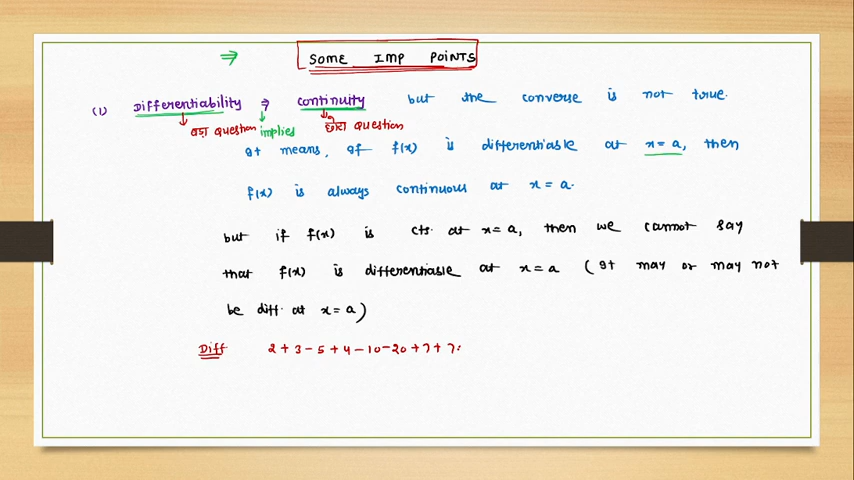 ⇒ SOME IMP POINTS
(1) Differentiability ⇒ continuity but the converse is not true.
बड़ा question implies छोटा question
It means, If f(x) is differentiable at x = a, then
f(x) is always continuous at x = a.
but if f(x) is cts. at x = a, then we cannot say
that f(x) is differentiable at x = a (It may or may not
be diff. at x = a)
Diff 2 + 3 - 5 + 4 - 10 - 20 + 7 + 7.